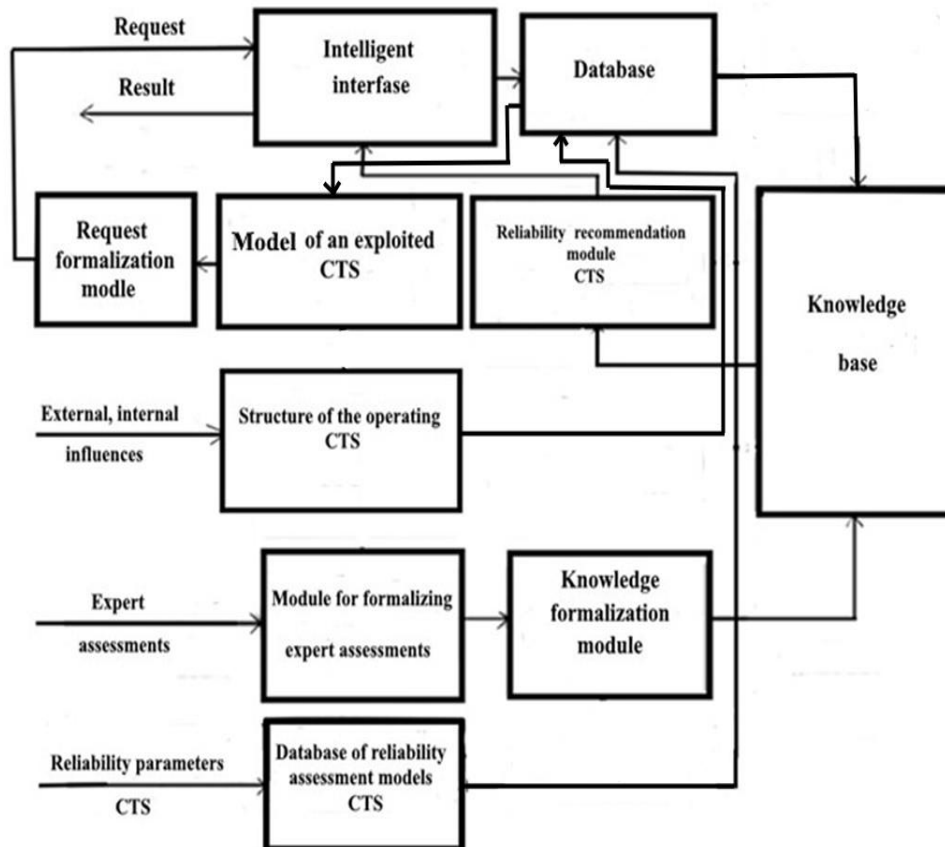 Request
Result
Intelligent
interfase
Database
Request
formalization
modle
Model of an exploited
CTS
Reliability recommendation
module
CTS
Knowledge
base
External, internal
influences
Structure of the operating
CTS
Expert
assessments
Module for formalizing
expert assessments
Knowledge
formalization
module
Reliability parameters
CTS
Database of reliability
assessment models
CTS